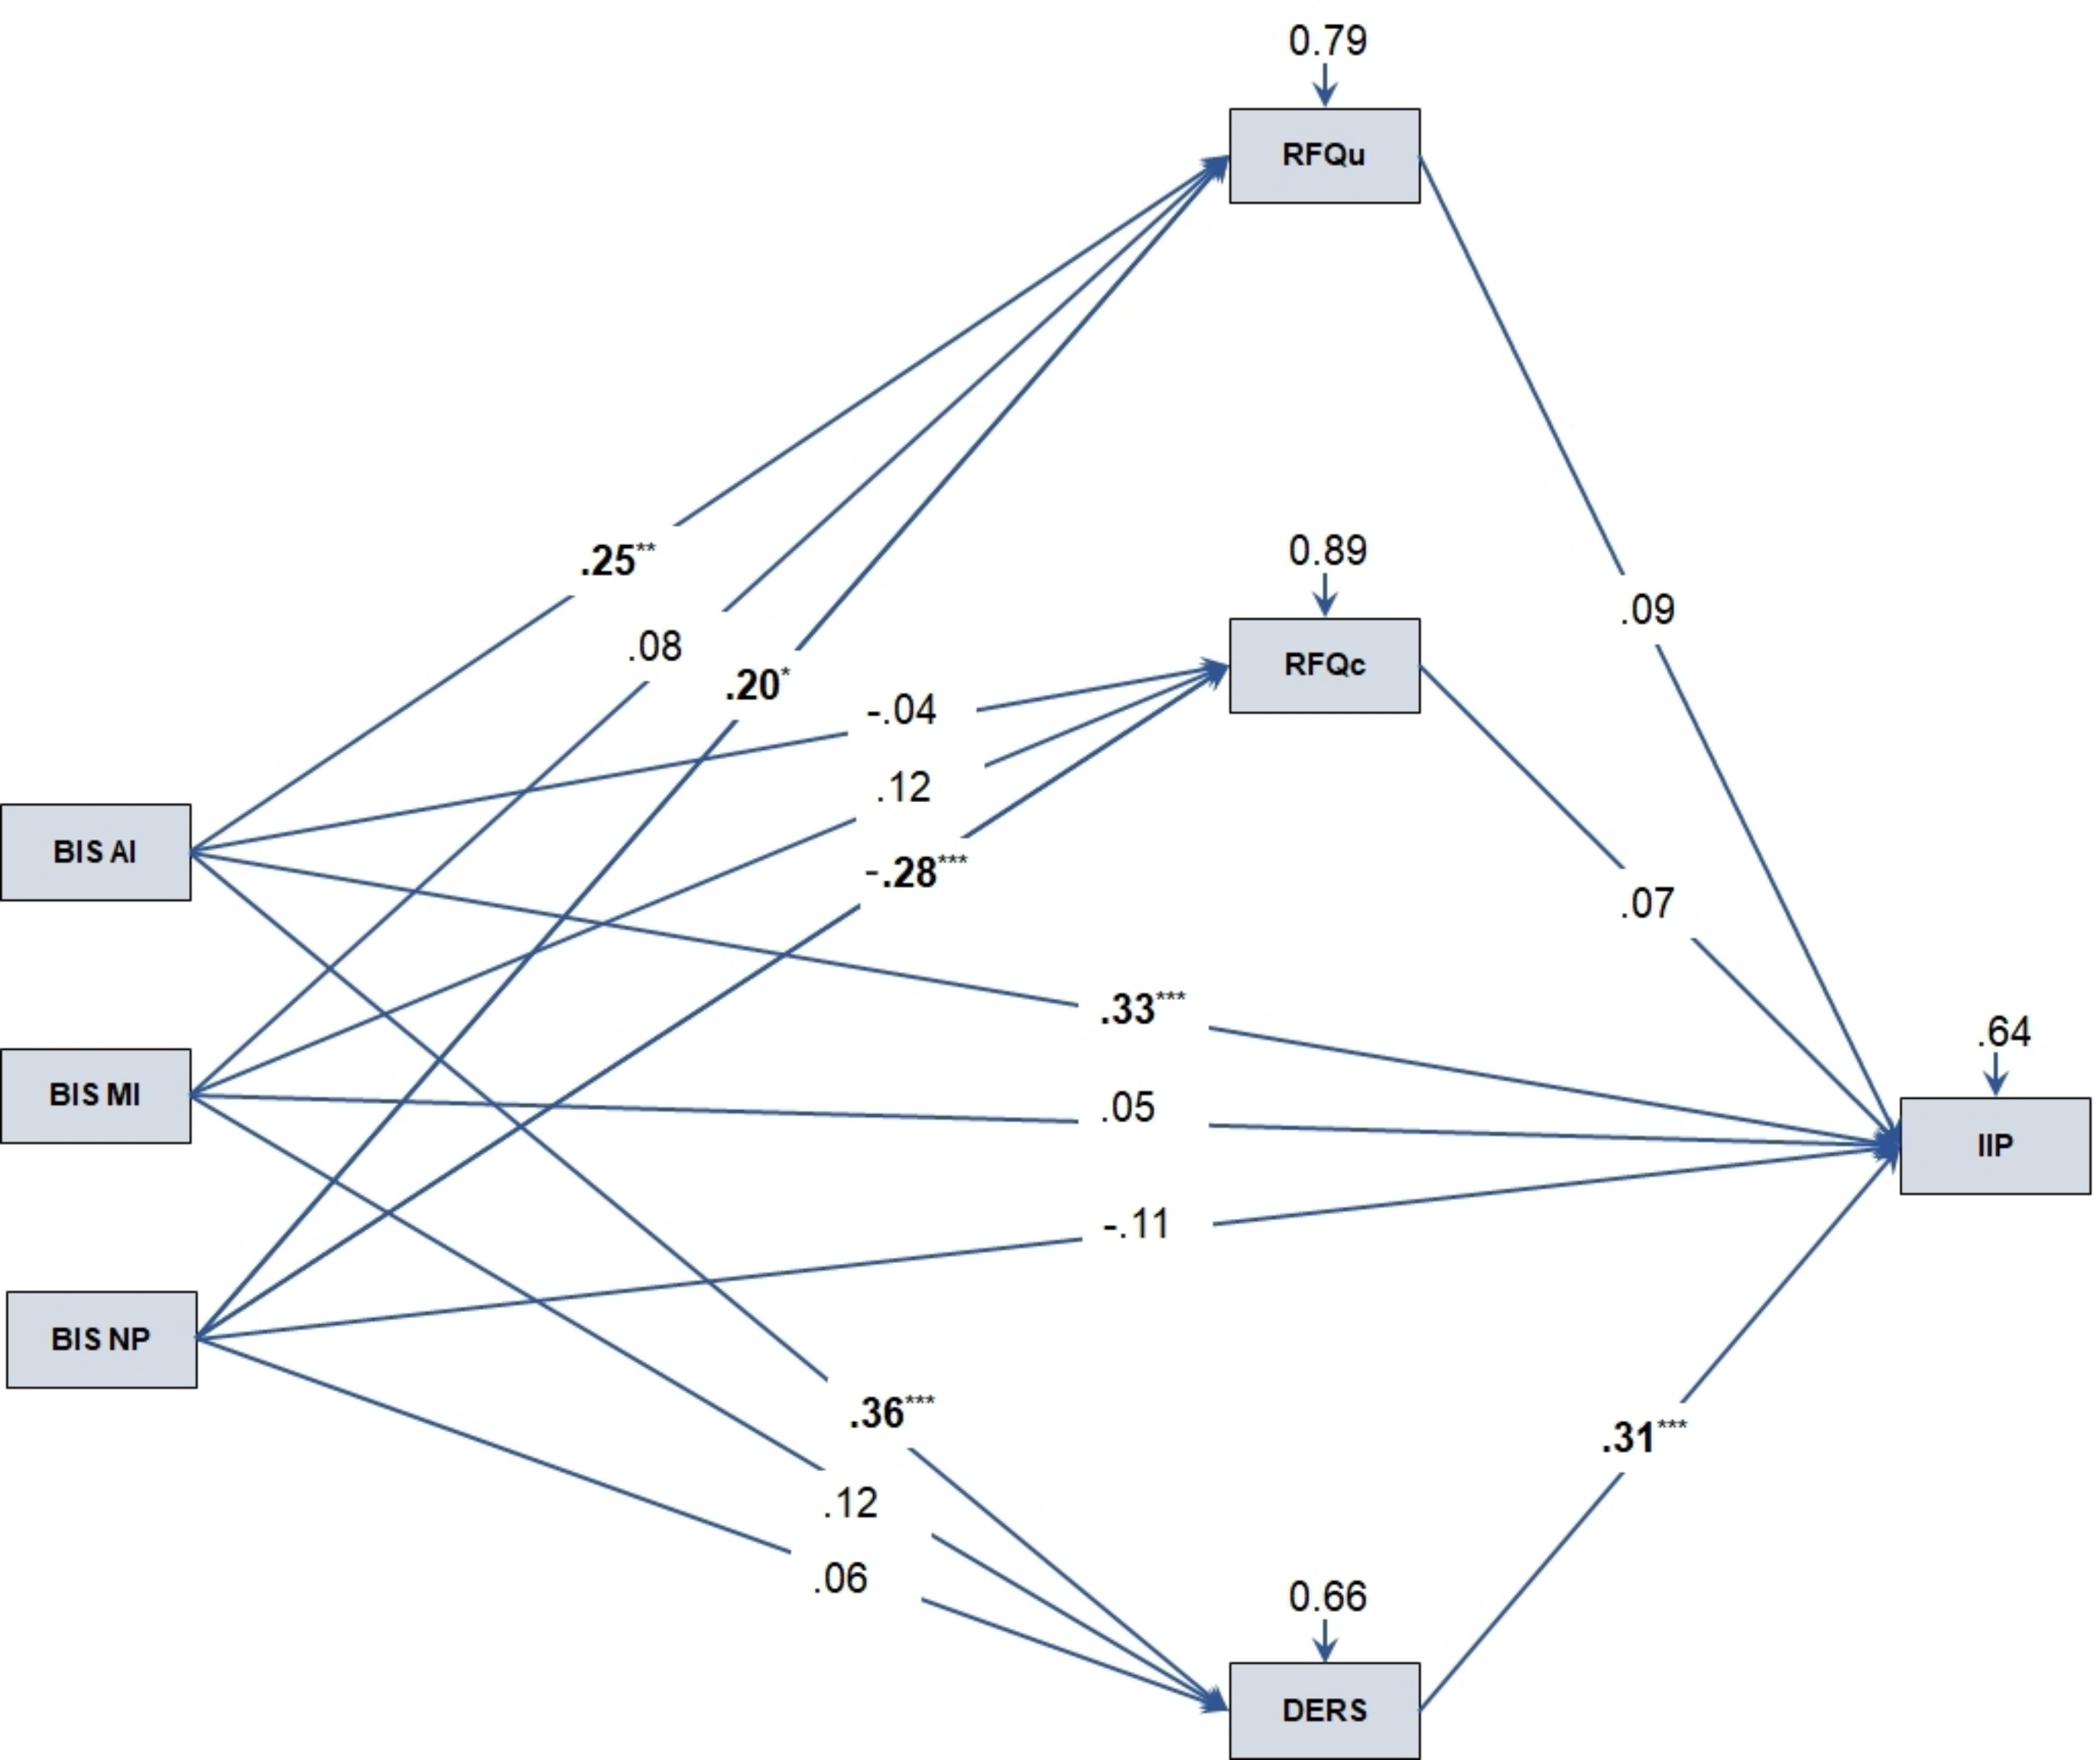 0.79
RFQu
.25**
.08
.20*
0.89
RFQc
.09
-.04
.12
-.28***
.07
BIS AI
.33***
.64
BIS MI
.05
IIP
-.11
BIS NP
.36***
.31***
.12
.06
0.66
DERS